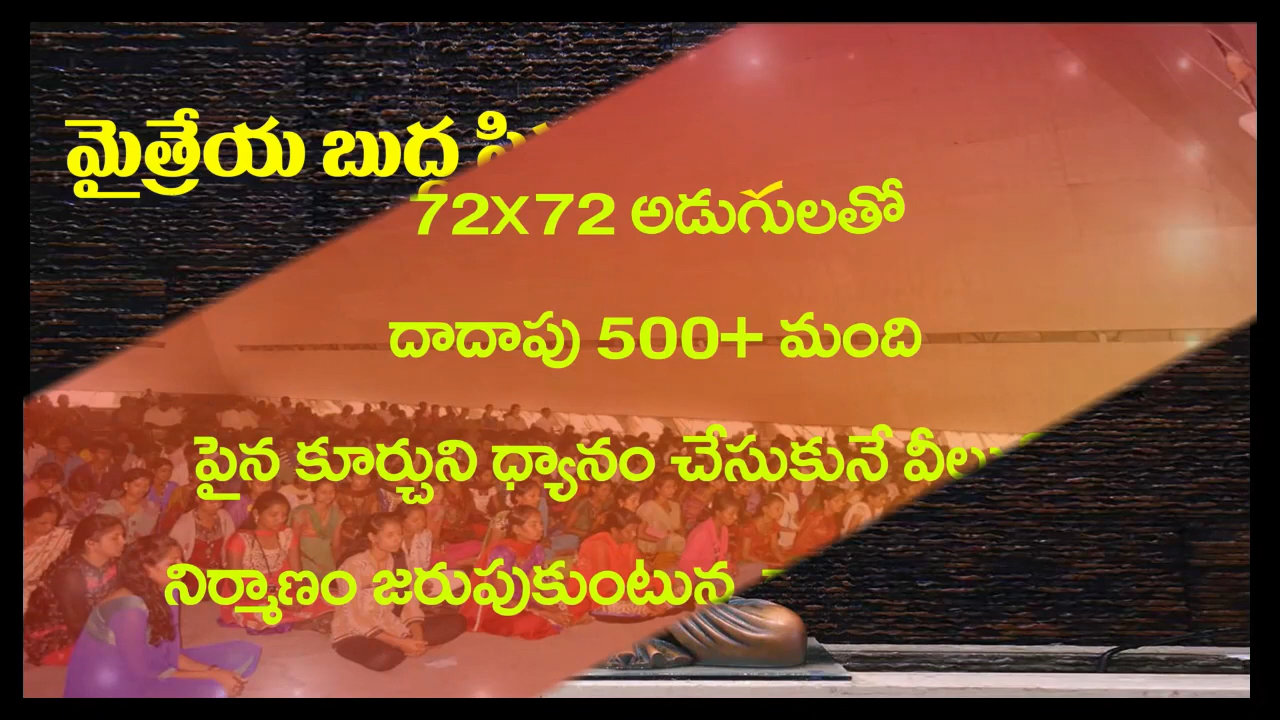 మైత్రేయ బుద్ధ
72X72 అడుగులతో
దాదాపు 500+ మంది
పైన కూర్చుని ధ్యానం చేసుకునే
నిర్మాణం జరుపుకుంటున